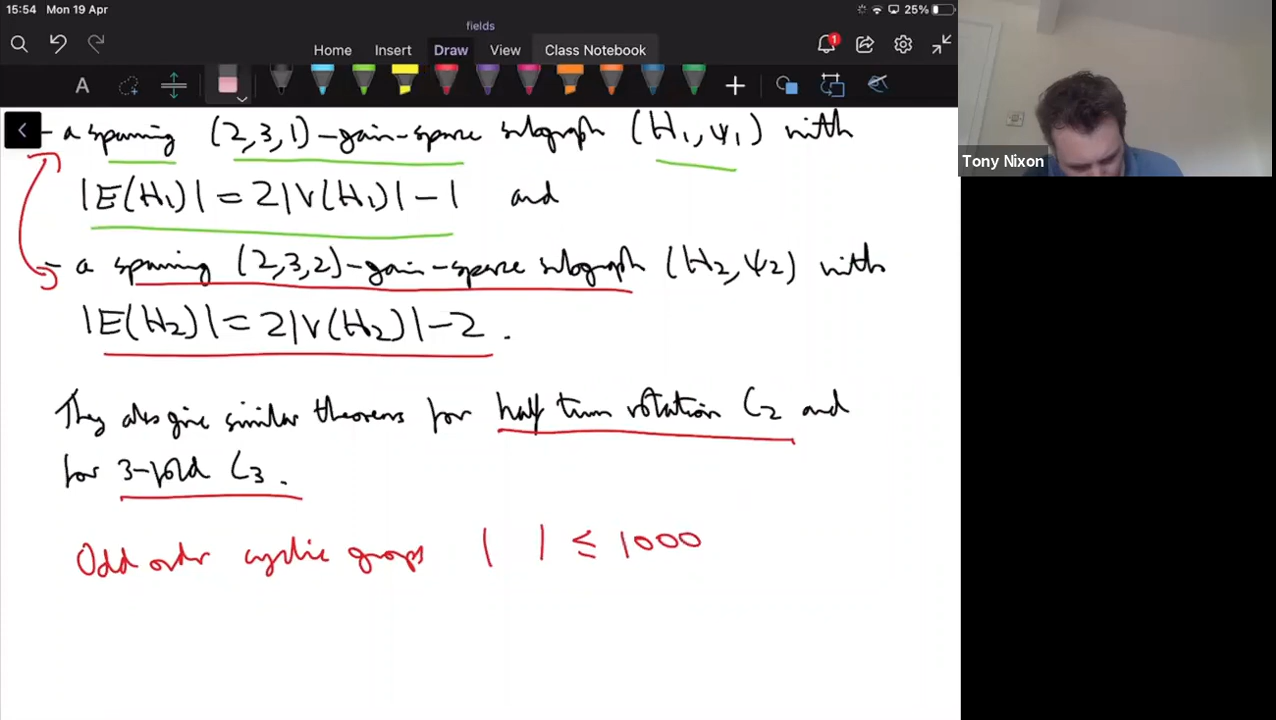 15:54 Mon 19 Apr
25%
fields
Home Insert Draw View Class Notebook
1
A
- a spanning (2,3,1)-gain-sparse subgraph (H₁, ψ₁) with
|E(H₁)| = 2|V(H₁)| - 1 and
- a spanning (2,3,2)-gain-sparse subgraph (H₂, ψ₂) with
|E(H₂)| = 2|V(H₂)| - 2 .
They also give similar theorems for half turn rotation C₂ and
for 3-fold C₃.
Odd order cyclic groups | | ≤ 1000
Tony Nixon